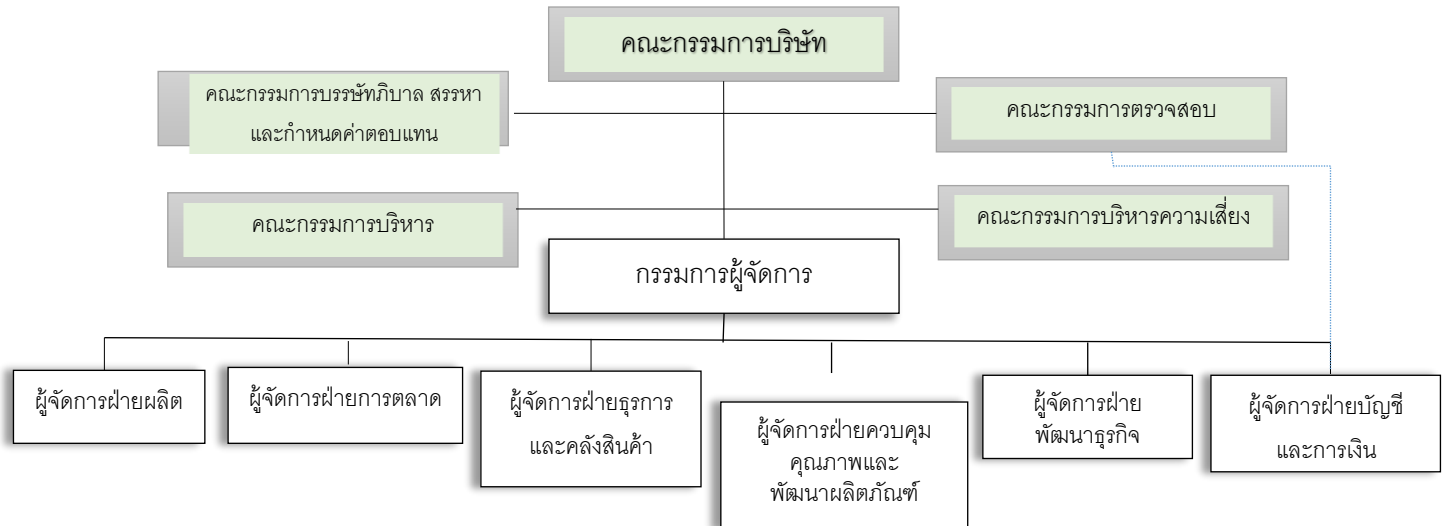 คณะกรรมการบริษัท
คณะกรรมการบรรษัทภิบาล สรรหา
และกำหนดค่าตอบแทน
คณะกรรมการตรวจสอบ
คณะกรรมการบริหาร
คณะกรรมการบริหารความเสี่ยง
กรรมการผู้จัดการ
ผู้จัดการฝ่ายผลิต
ผู้จัดการฝ่ายการตลาด
ผู้จัดการฝ่ายธุรการ
และคลังสินค้า
ผู้จัดการฝ่ายควบคุม
คุณภาพและ
พัฒนาผลิตภัณฑ์
ผู้จัดการฝ่าย
พัฒนาธุรกิจ
ผู้จัดการฝ่ายบัญชี
และการเงิน